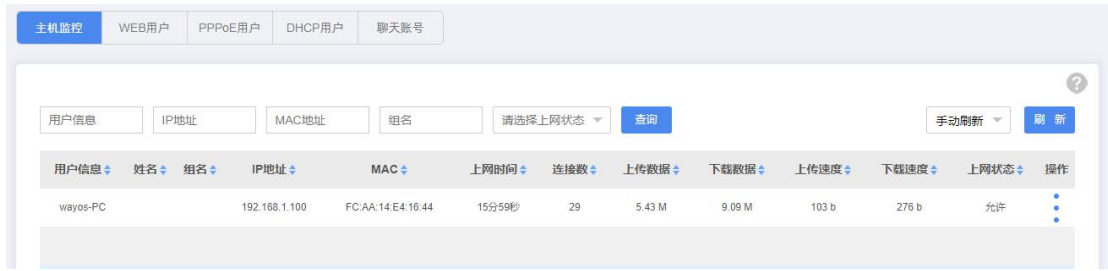 主机监控 WEB用户 PPPoE用户 DHCP用户 聊天账号
?
用户信息 IP地址 MAC地址 组名 请选择上网状态 查询 手动刷新 刷 新
用户信息 姓名 组名 IP地址 MAC 上网时间 连接数 上传数据 下载数据 上传速度 下载速度 上网状态 操作
wayos-PC 192.168.1.100 FC:AA:14:E4:16:44 15分59秒 29 5.43 M 9.09 M 103 b 276 b 允许